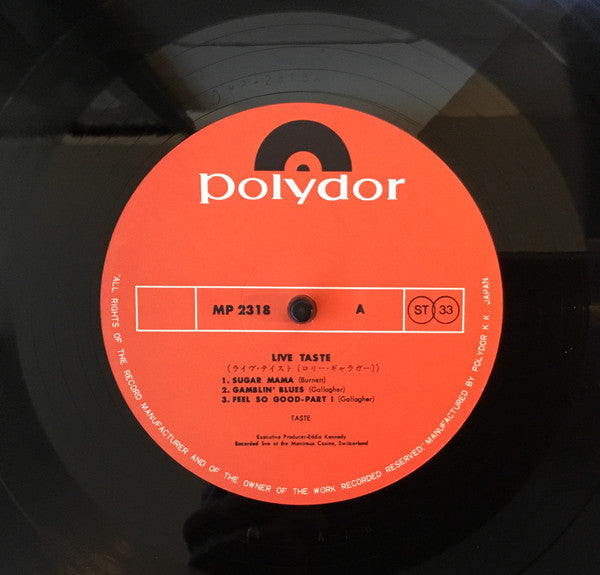 polydor
MP 2318 A ST 33
LIVE TASTE
(ライヴ・テイスト(ロリー・ギャラガー))
1. SUGAR MAMA (Burnett)
2. GAMBLIN' BLUES (Gallagher)
3. FEEL SO GOOD-PART 1 (Gallagher)
TASTE
Executive Producer-Eddie Kennedy
Recorded live at the Montreux Casino, Switzerland
"ALL RIGHTS OF THE RECORD MANUFACTURER AND OF THE OWNER OF THE WORK RECORDED RESERVED." MANUFACTURED BY POLYDOR K.K. JAPAN